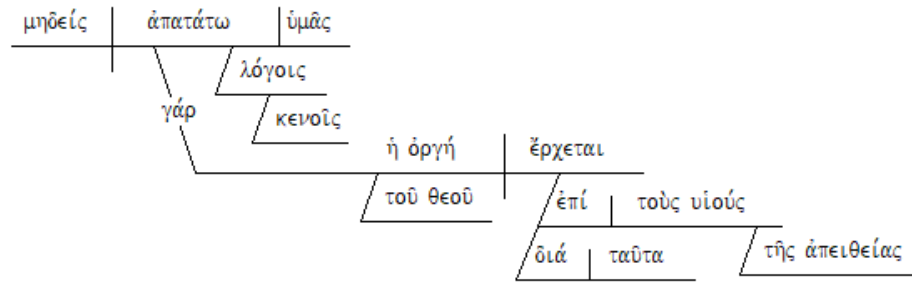 μηδείς ἀπατάτω ὑμᾶς
λόγοις
γάρ
κενοῖς
ἡ ὀργή ἔρχεται
τοῦ θεοῦ
ἐπί τοὺς υἱούς
διά ταῦτα
τῆς ἀπειθείας